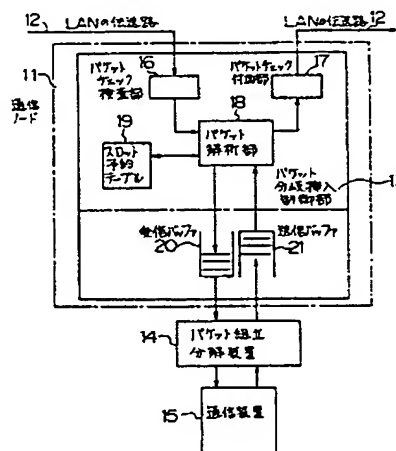 12 LANの伝送路
LANの伝送路 12
11
通信
ノード
パケット
チェック
検査部
16
パケットチェック
付加部
17
18
パケット
解析部
19
スロット
予約
テーブル
パケット
分岐挿入
制御部
受信バッファ
20
送信バッファ
21
14
パケット組立
分解装置
15
通信装置